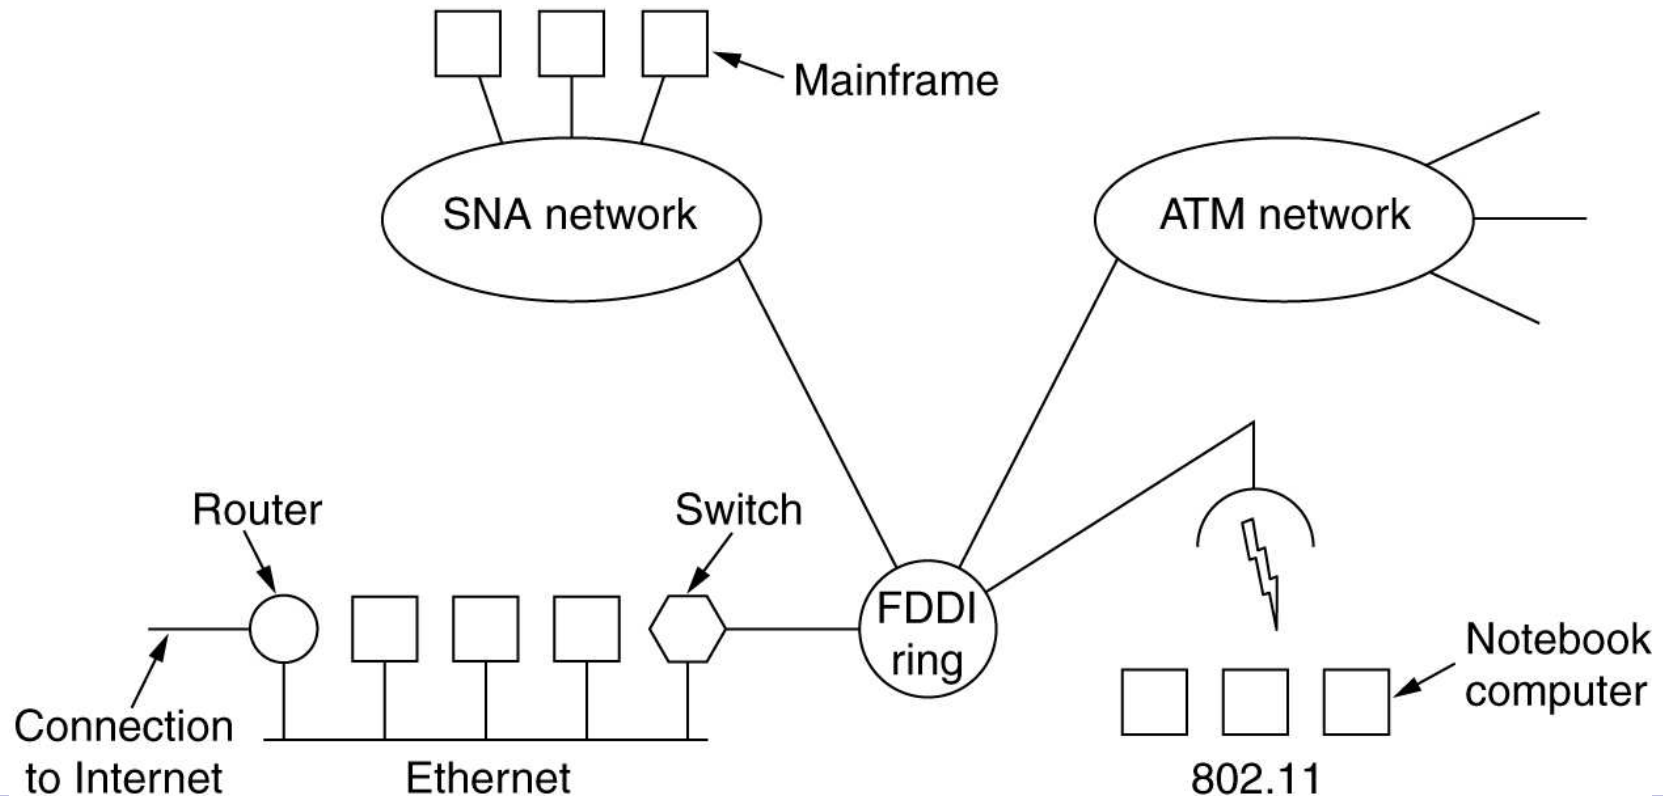 Mainframe
SNA network
ATM network
Router
Switch
FDDI
ring
Notebook
computer
Connection
to Internet
Ethernet
802.11